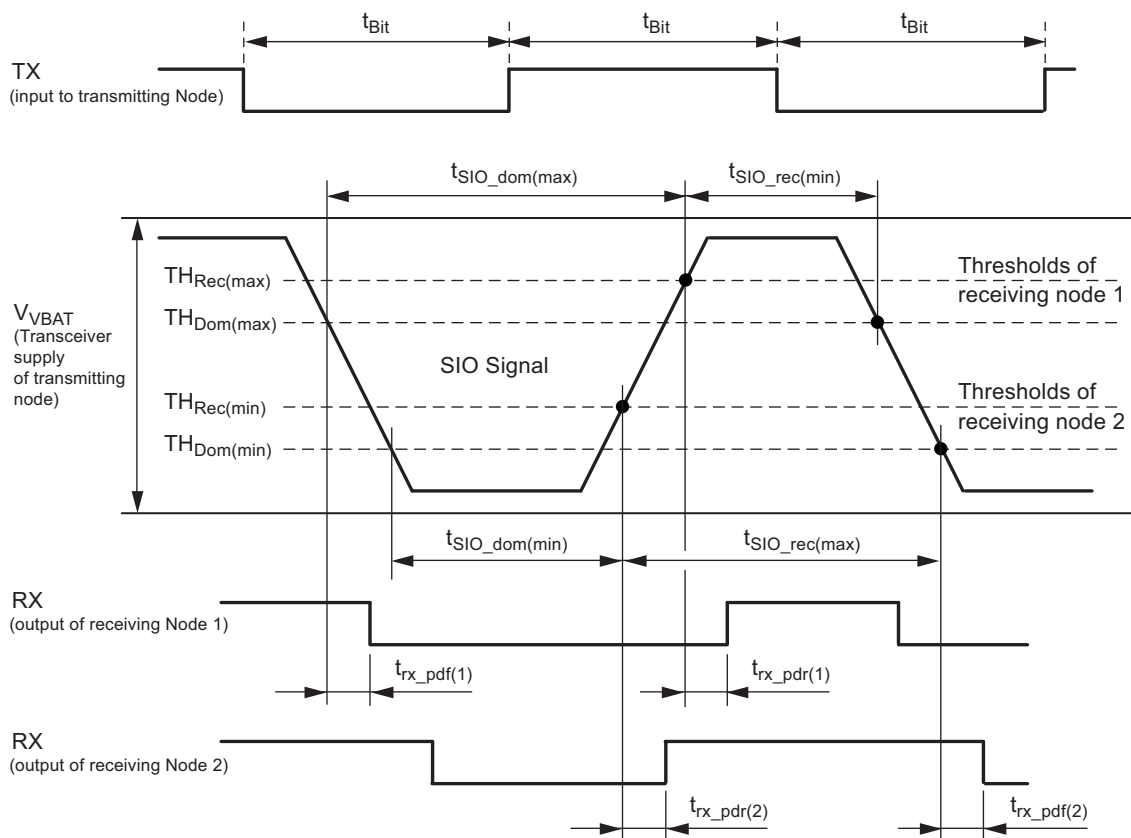 tBit
tBit
tBit
TX
(input to transmitting Node)
tSIO_dom(max)
tSIO_rec(min)
THRec(max)
Thresholds of
receiving node 1
THDom(max)
VVBAT
(Transceiver
supply
of transmitting
node)
SIO Signal
THRec(min)
Thresholds of
receiving node 2
THDom(min)
tSIO_dom(min)
tSIO_rec(max)
RX
(output of receiving Node 1)
trx_pdf(1)
trx_pdr(1)
RX
(output of receiving Node 2)
trx_pdr(2)
trx_pdf(2)